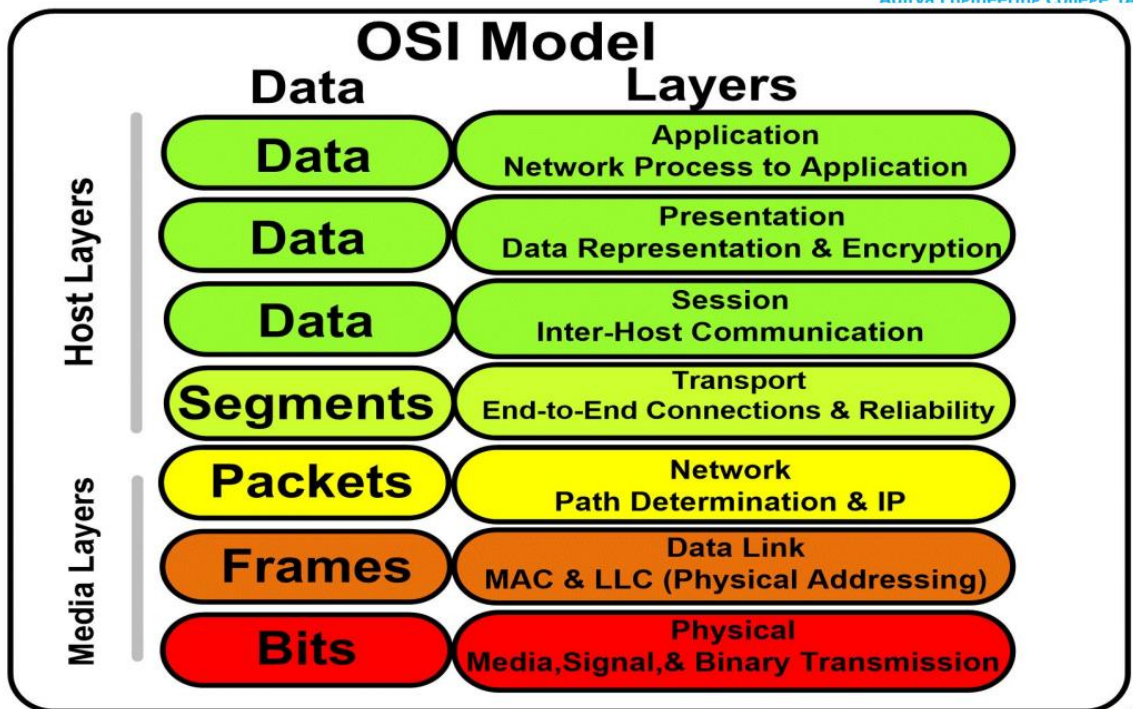 OSI Model
Data
Layers
Host Layers
Data
Application
Network Process to Application
Data
Presentation
Data Representation & Encryption
Data
Session
Inter-Host Communication
Segments
Transport
End-to-End Connections & Reliability
Media Layers
Packets
Network
Path Determination & IP
Frames
Data Link
MAC & LLC (Physical Addressing)
Bits
Physical
Media,Signal,& Binary Transmission